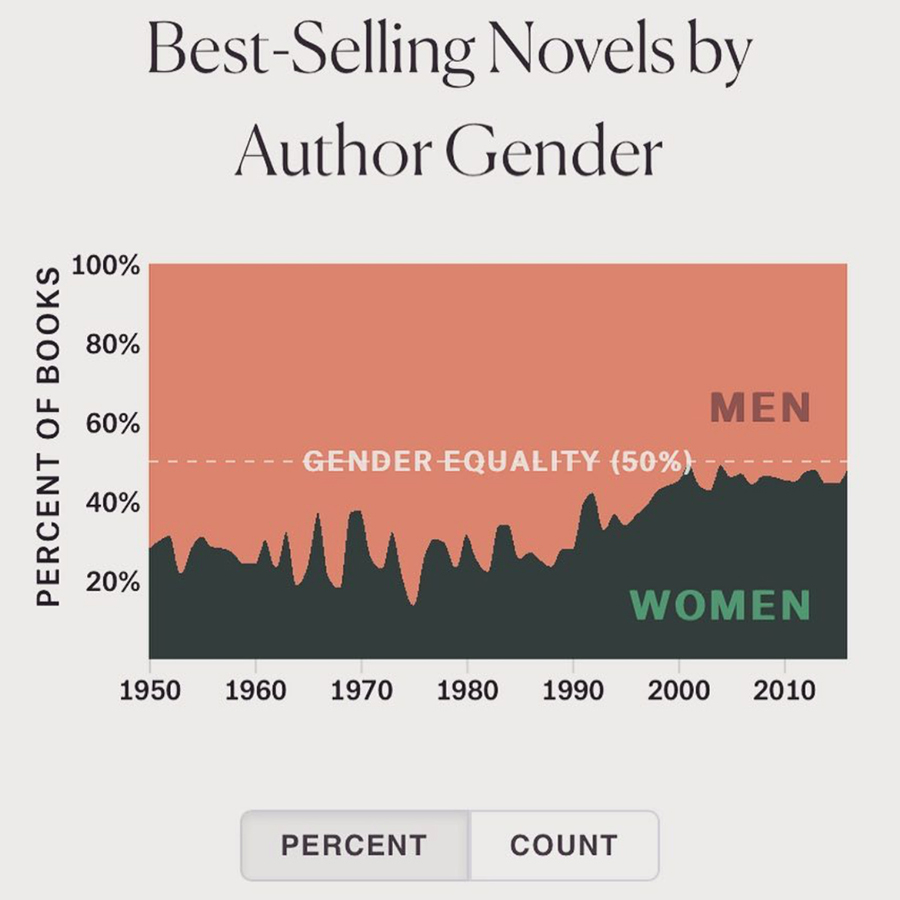 Best-Selling Novels by
Author Gender
PERCENT OF BOOKS
100%
80%
60%
40%
20%
MEN
GENDER EQUALITY (50%)
WOMEN
1950 1960 1970 1980 1990 2000 2010
PERCENT COUNT